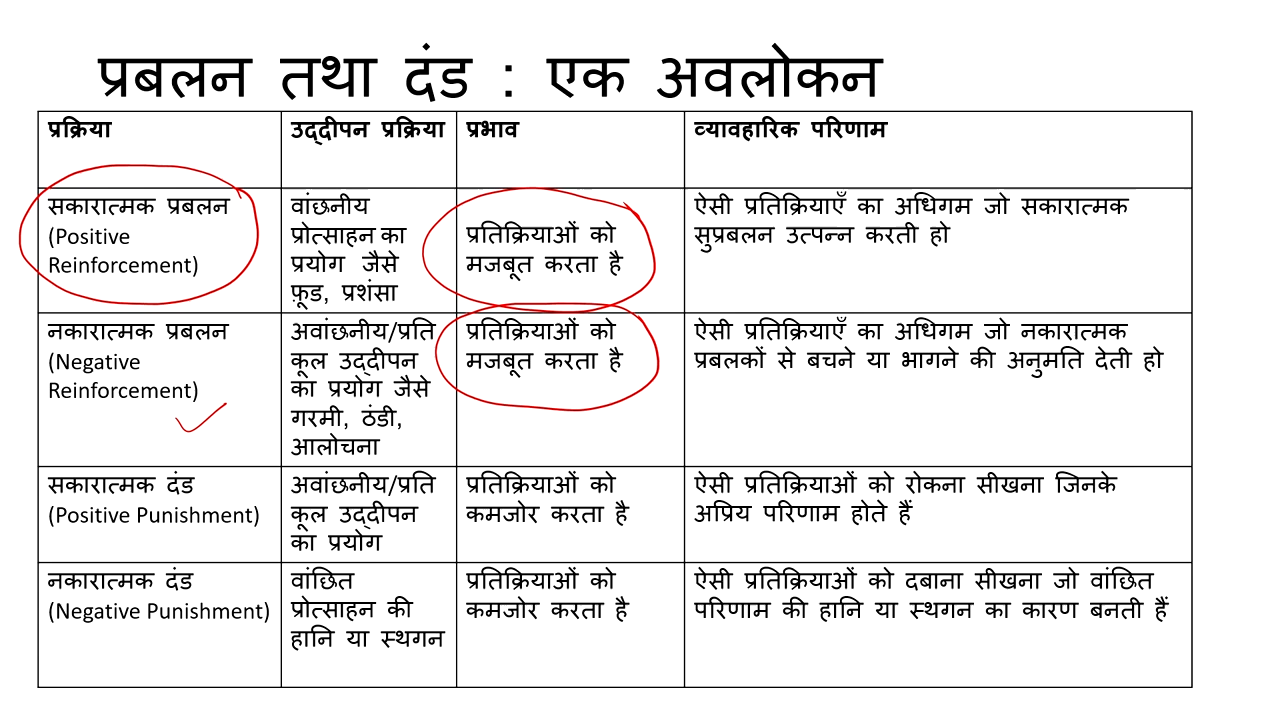 प्रबलन तथा दंड : एक अवलोकन
प्रक्रिया
उद्दीपन प्रक्रिया
प्रभाव
व्यावहारिक परिणाम
सकारात्मक प्रबलन
(Positive
Reinforcement)
वांछनीय
प्रोत्साहन का
प्रयोग जैसे
फ़ूड, प्रशंसा
प्रतिक्रियाओं को
मजबूत करता है
ऐसी प्रतिक्रियाएँ का अधिगम जो सकारात्मक
सुप्रबलन उत्पन्न करती हो
नकारात्मक प्रबलन
(Negative
Reinforcement)
अवांछनीय/प्रति
कूल उद्दीपन
का प्रयोग जैसे
गरमी, ठंडी,
आलोचना
प्रतिक्रियाओं को
मजबूत करता है
ऐसी प्रतिक्रियाएँ का अधिगम जो नकारात्मक
प्रबलकों से बचने या भागने की अनुमति देती हो
सकारात्मक दंड
(Positive Punishment)
अवांछनीय/प्रति
कूल उद्दीपन
का प्रयोग
प्रतिक्रियाओं को
कमजोर करता है
ऐसी प्रतिक्रियाओं को रोकना सीखना जिनके
अप्रिय परिणाम होते हैं
नकारात्मक दंड
(Negative Punishment)
वांछित
प्रोत्साहन की
हानि या स्थगन
प्रतिक्रियाओं को
कमजोर करता है
ऐसी प्रतिक्रियाओं को दबाना सीखना जो वांछित
परिणाम की हानि या स्थगन का कारण बनती हैं